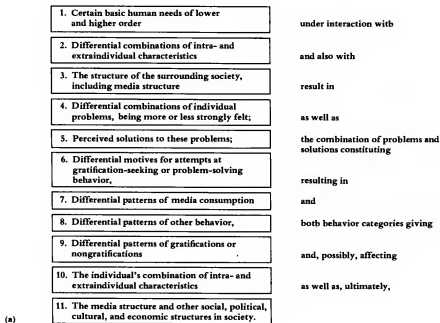 1. Certain basic human needs of lower
and higher order
under interaction with
2. Differential combinations of intra- and
extraindividual characteristics
and also with
3. The structure of the surrounding society,
including media structure
result in
4. Differential combinations of individual
problems, being more or less strongly felt;
as well as
5. Perceived solutions to these problems;
the combination of problems and
solutions constituting
6. Differential motives for attempts at
gratification-seeking or problem-solving
behavior,
resulting in
7. Differential patterns of media consumption
and
8. Differential patterns of other behavior,
both behavior categories giving
9. Differential patterns of gratifications or
nongratifications
and, possibly, affecting
10. The individual's combination of intra- and
extraindividual characteristics
as well as, ultimately,
11. The media structure and other social, political,
cultural, and economic structures in society.
(a)